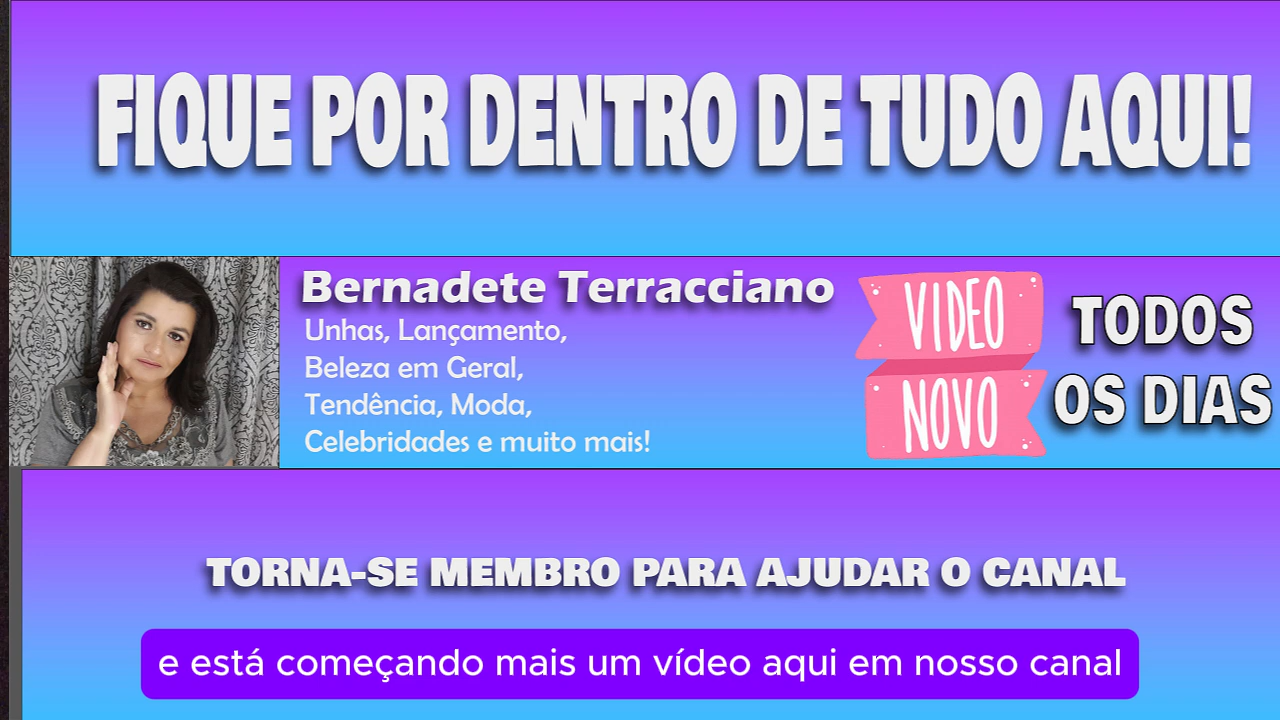 FIQUE POR DENTRO DE TUDO AQUI!
Bernadete Terracciano
Unhas, Lançamento,
Beleza em Geral,
Tendência, Moda,
Celebridades e muito mais!
VIDEO
NOVO
TODOS
OS DIAS
TORNA-SE MEMBRO PARA AJUDAR O CANAL
e está começando mais um vídeo aqui em nosso canal